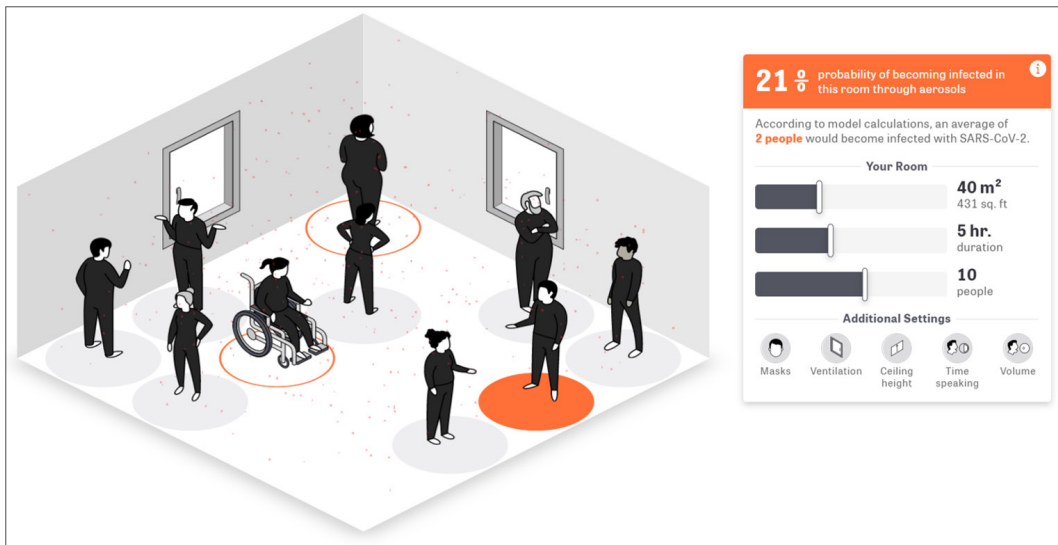 21% probability of becoming infected in
this room through aerosols
i
According to model calculations, an average of
2 people would become infected with SARS-CoV-2.
Your Room
40 m²
431 sq. ft
5 hr.
duration
10
people
Additional Settings
Masks
Ventilation
Ceiling
height
Time
speaking
Volume